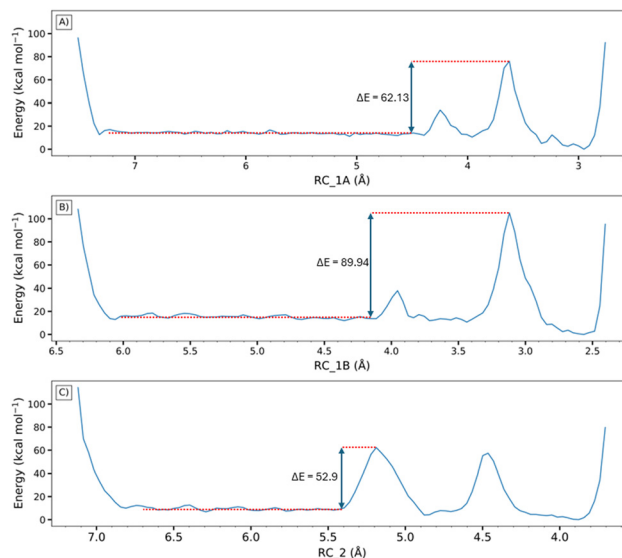 A)
100
80
60
40
20
0
Energy (kcal mol⁻¹)
ΔE = 62.13
7 6 5 4 3
RC_1A (Å)
B)
100
80
60
40
20
0
Energy (kcal mol⁻¹)
ΔE = 89.94
6.5 6.0 5.5 5.0 4.5 4.0 3.5 3.0 2.5
RC_1B (Å)
C)
100
80
60
40
20
0
Energy (kcal mol⁻¹)
ΔE = 52.9
7.0 6.5 6.0 5.5 5.0 4.5 4.0
RC_2 (Å)